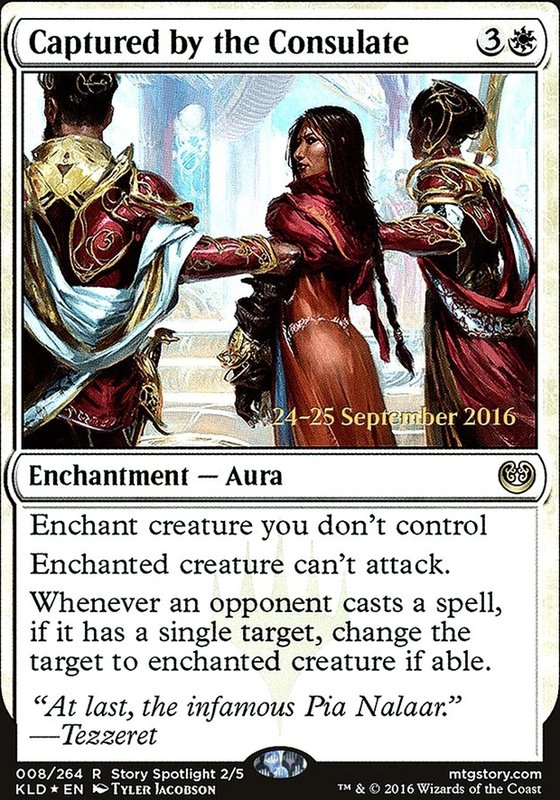 Captured by the Consulate 3
24–25 September 2016
Enchantment — Aura
Enchant creature you don't control
Enchanted creature can't attack.
Whenever an opponent casts a spell,
if it has a single target, change the
target to enchanted creature if able.
“At last, the infamous Pia Nalaar.”
—Tezzeret
008/264 R Story Spotlight 2/5
mtgstory.com
KLD ★ EN Tyler Jacobson
™ & © 2016 Wizards of the Coast